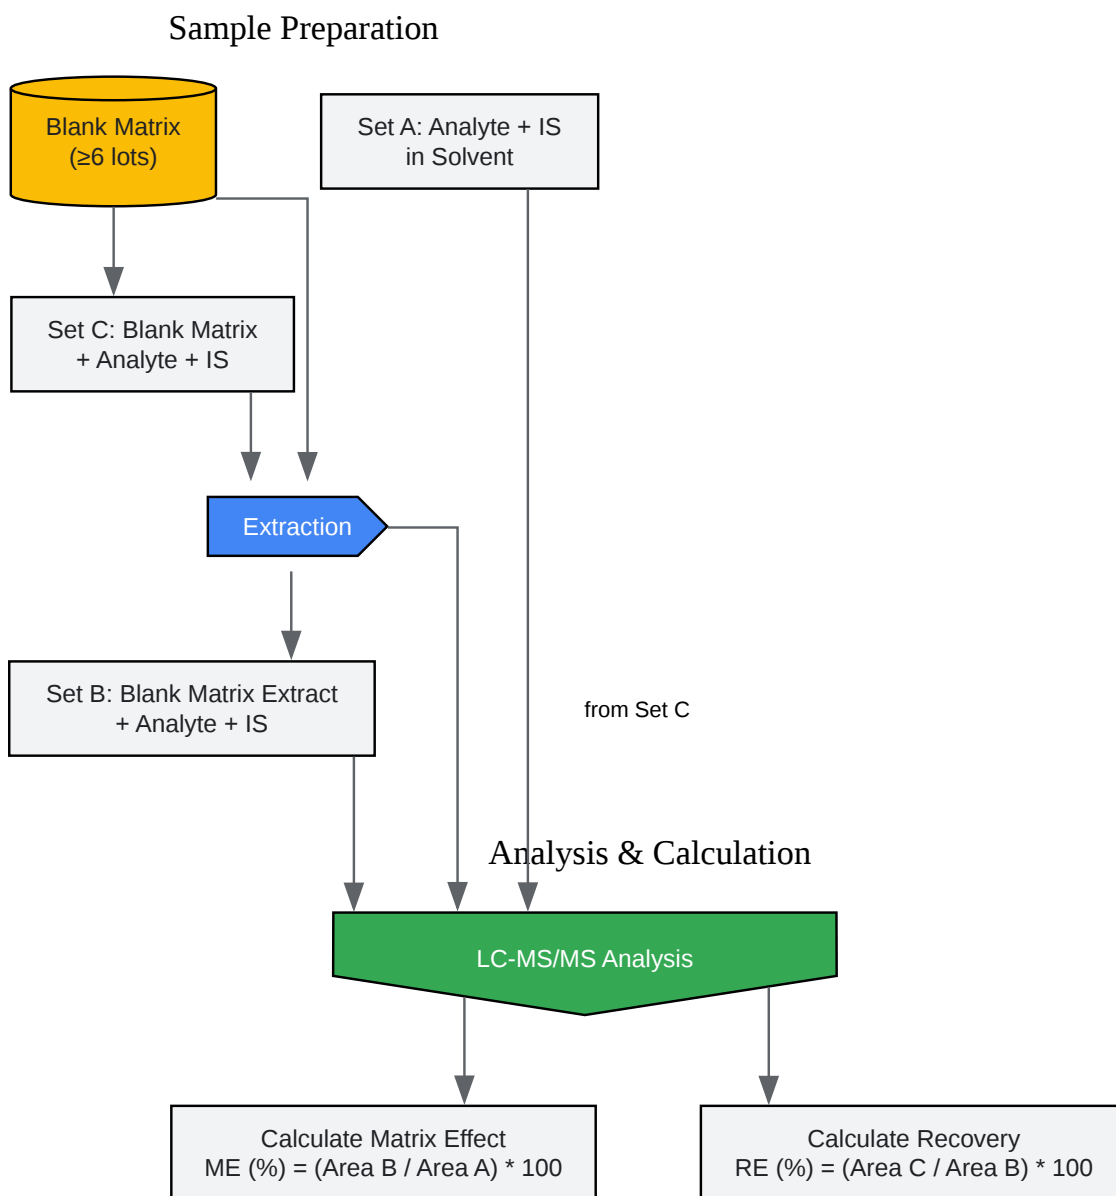 Sample Preparation
Blank Matrix
(≥6 lots)
Set A: Analyte + IS
in Solvent
Set C: Blank Matrix
+ Analyte + IS
Extraction
Set B: Blank Matrix Extract
+ Analyte + IS
from Set C
Analysis & Calculation
LC-MS/MS Analysis
Calculate Matrix Effect
ME (%) = (Area B / Area A) * 100
Calculate Recovery
RE (%) = (Area C / Area B) * 100